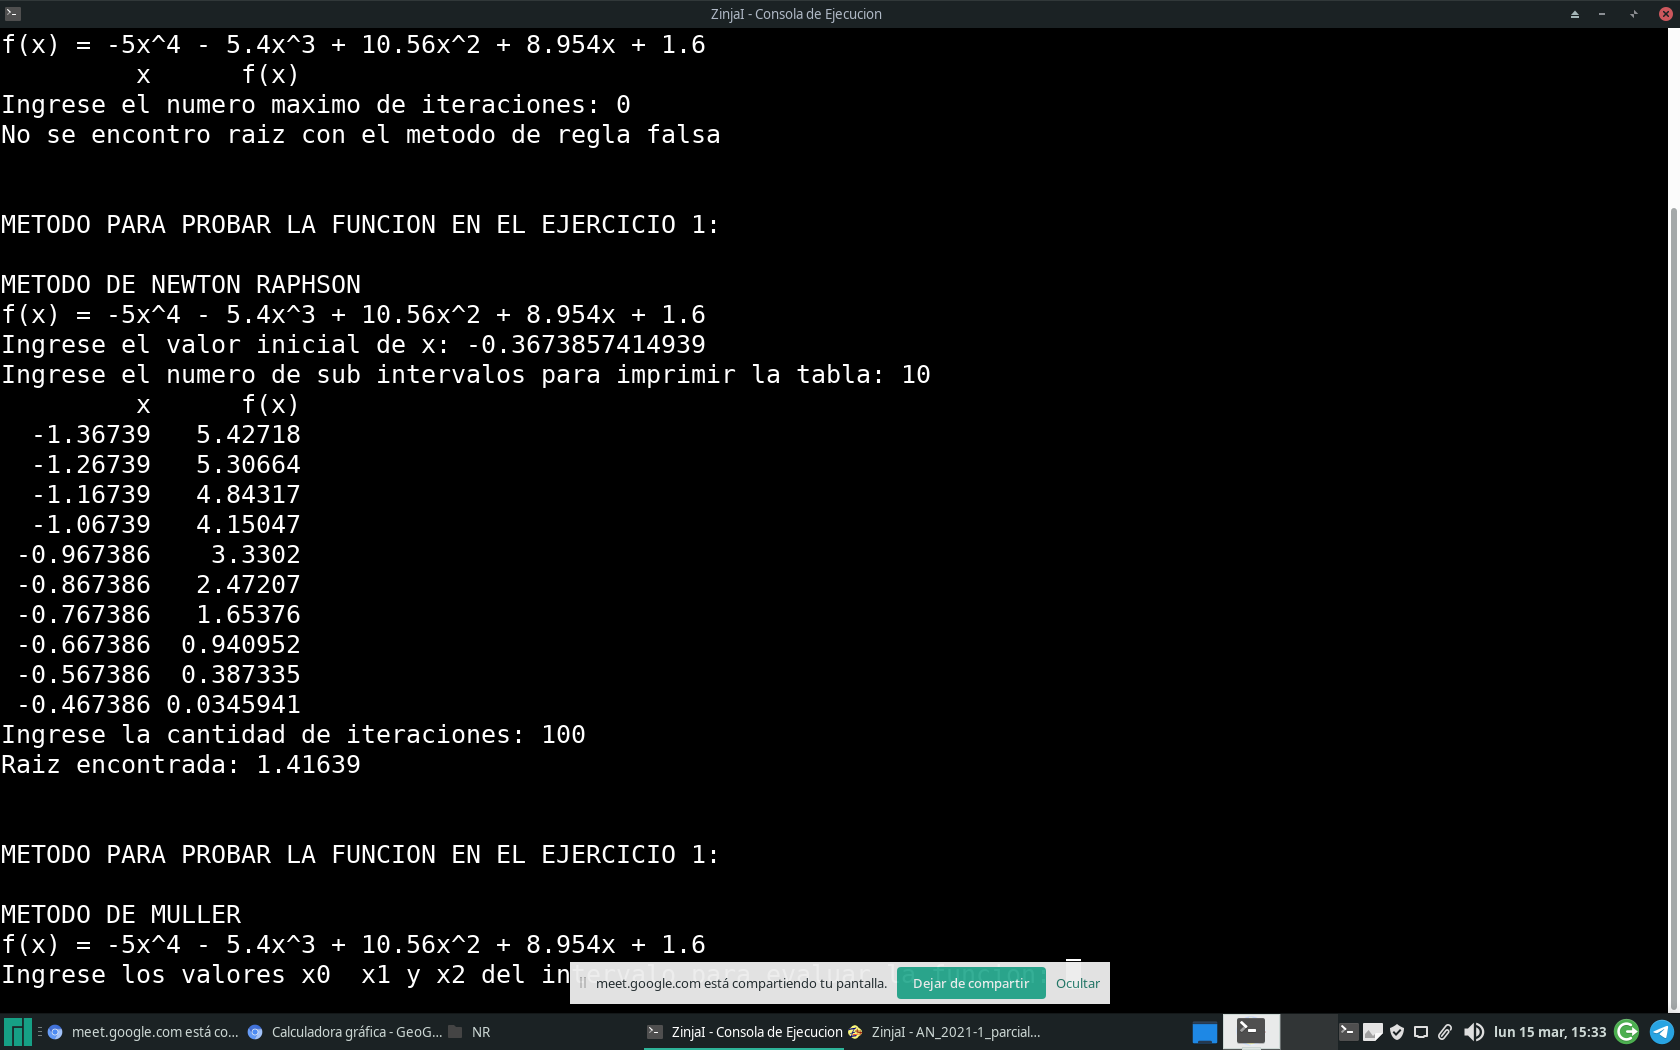 ZinjaI - Consola de Ejecucion
f(x) = -5x^4 - 5.4x^3 + 10.56x^2 + 8.954x + 1.6
x f(x)
Ingrese el numero maximo de iteraciones: 0
No se encontro raiz con el metodo de regla falsa
METODO PARA PROBAR LA FUNCION EN EL EJERCICIO 1:
METODO DE NEWTON RAPHSON
f(x) = -5x^4 - 5.4x^3 + 10.56x^2 + 8.954x + 1.6
Ingrese el valor inicial de x: -0.3673857414939
Ingrese el numero de sub intervalos para imprimir la tabla: 10
x f(x)
-1.36739 5.42718
-1.26739 5.30664
-1.16739 4.84317
-1.06739 4.15047
-0.967386 3.3302
-0.867386 2.47207
-0.767386 1.65376
-0.667386 0.940952
-0.567386 0.387335
-0.467386 0.0345941
Ingrese la cantidad de iteraciones: 100
Raiz encontrada: 1.41639
METODO PARA PROBAR LA FUNCION EN EL EJERCICIO 1:
METODO DE MULLER
f(x) = -5x^4 - 5.4x^3 + 10.56x^2 + 8.954x + 1.6
Ingrese los valores x0 x1 y x2 del intervalo para evaluar la funcion:
meet.google.com está compartiendo tu pantalla. Dejar de compartir Ocultar
meet.google.com está co... Calculadora gráfica - GeoG... NR ZinjaI - Consola de Ejecucion ZinjaI - AN_2021-1_parcial... lun 15 mar, 15:33